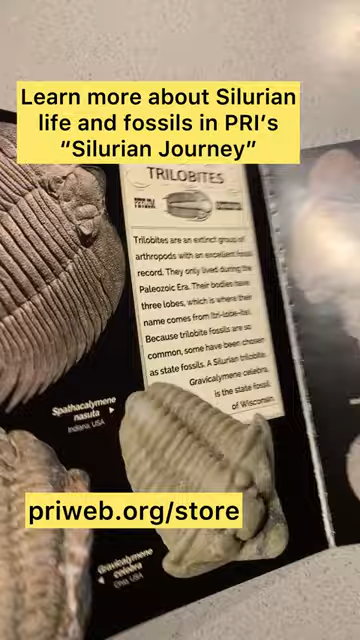 Learn more about Silurian
life and fossils in PRI's
"Silurian Journey"
TRILOBITES
Trilobites are an extinct group of
arthropods with an excellent fossil
record. They only lived during the
Paleozoic Era. Their bodies have
three lobes, which is where their
name comes from (tri-lobe-ite).
Because trilobite fossils are so
common, some have been chosen
as state fossils. A Silurian trilobite,
Gravicalymene celebra,
is the state fossil
of Wisconsin.
Spathacalymene
nasuta
Indiana, USA
priweb.org/store
Gravicalymene
celebra
Ohio, USA